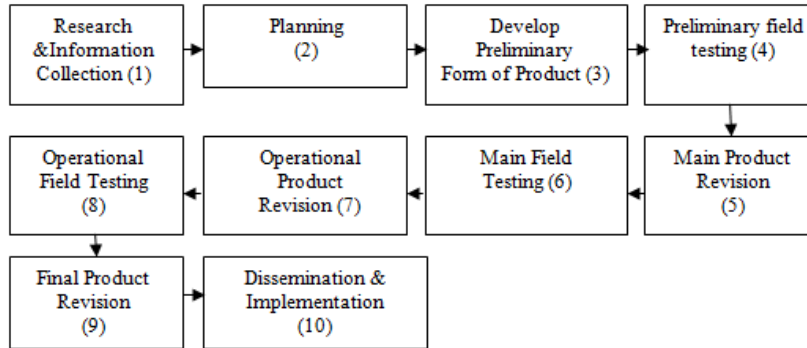 Research
&Information
Collection (1)
Planning
(2)
Develop
Preliminary
Form of Product (3)
Preliminary field
testing (4)
Main Product
Revision
(5)
Main Field
Testing (6)
Operational
Product
Revision (7)
Operational
Field Testing
(8)
Final Product
Revision
(9)
Dissemination &
Implementation
(10)